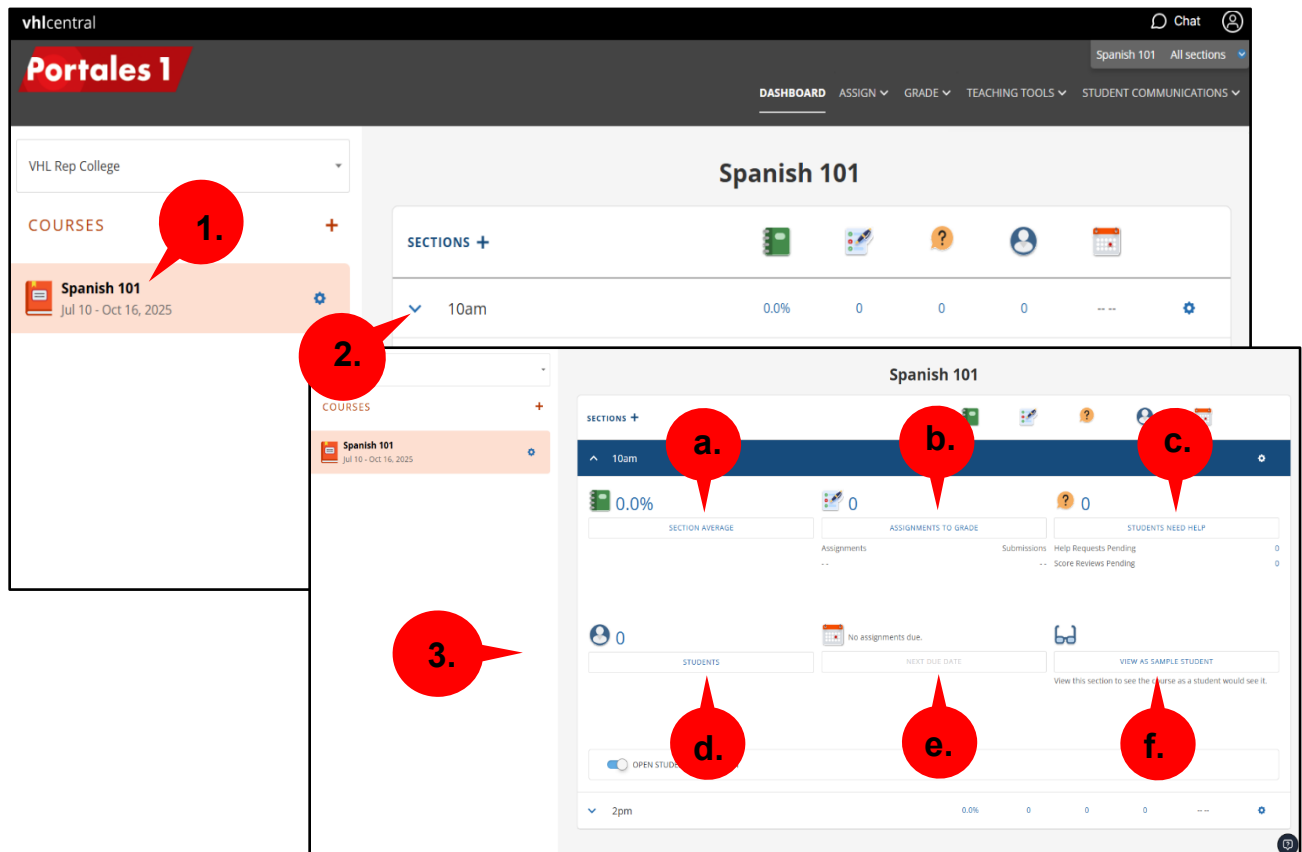 vhlcentral
Chat
Portales 1
Spanish 101 All sections
DASHBOARD ASSIGN GRADE TEACHING TOOLS STUDENT COMMUNICATIONS
VHL Rep College
Spanish 101
COURSES +
1.
SECTIONS +
Spanish 101
Jul 10 - Oct 16, 2025
10am 0.0% 0 0 0 -- --
2.
Spanish 101
COURSES +
SECTIONS +
Spanish 101
Jul 10 - Oct 16, 2025
a.
b.
c.
10am
0.0%
0
0
SECTION AVERAGE
ASSIGNMENTS TO GRADE
STUDENTS NEED HELP
Assignments Submissions
- - - -
Help Requests Pending 0
Score Reviews Pending 0
3.
0
No assignments due.
STUDENTS
NEXT DUE DATE
VIEW AS SAMPLE STUDENT
View this section to see the course as a student would see it.
d.
e.
f.
OPEN
2pm 0.0% 0 0 0 -- --